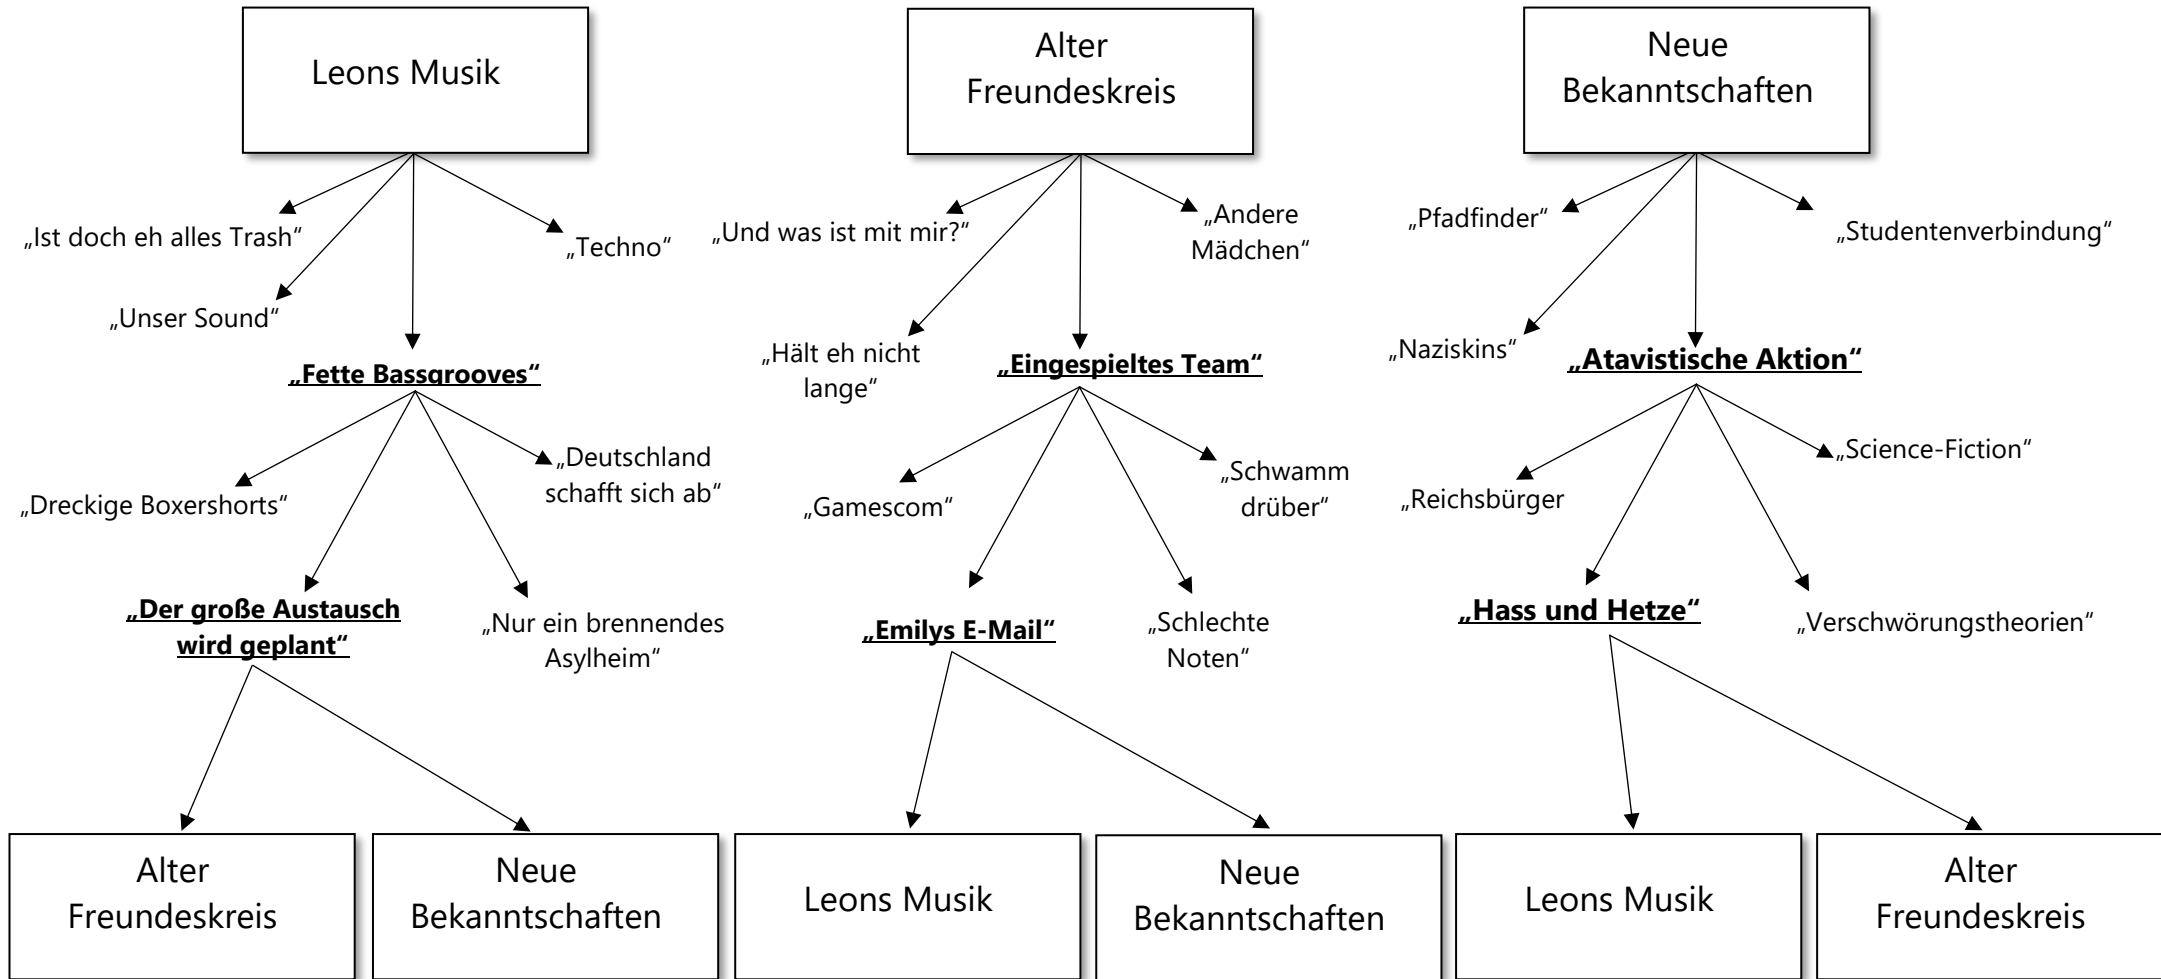 Leons Musik
Alter
Freundeskreis
Neue
Bekanntschaften
„Ist doch eh alles Trash“
„Unser Sound“
„Techno“
„Fette Bassgrooves“
„Und was ist mit mir?“
„Hält eh nicht
lange“
„Andere
Mädchen“
„Eingespieltes Team“
„Pfadfinder“
„Naziskins“
„Studentenverbindung“
„Atavistische Aktion“
„Dreckige Boxershorts“
„Deutschland
schafft sich ab“
„Der große Austausch
wird geplant“
„Nur ein brennendes
Asylheim“
„Gamescom“
„Schwamm
drüber“
„Emilys E-Mail“
„Schlechte
Noten“
„Reichsbürger
„Science-Fiction“
„Hass und Hetze“
„Verschwörungstheorien“
Alter
Freundeskreis
Neue
Bekanntschaften
Leons Musik
Neue
Bekanntschaften
Leons Musik
Alter
Freundeskreis